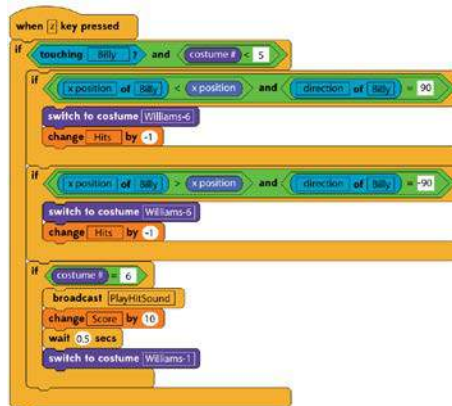 when z key pressed
if touching Billy ? and costume # < 5
if x position of Billy < x position and direction of Billy = 90
switch to costume Williams-6
change Hits by -1
if x position of Billy > x position and direction of Billy = -90
switch to costume Williams-6
change Hits by -1
if costume # = 6
broadcast PlayHitSound
change Score by 10
wait 0.5 secs
switch to costume Williams-1